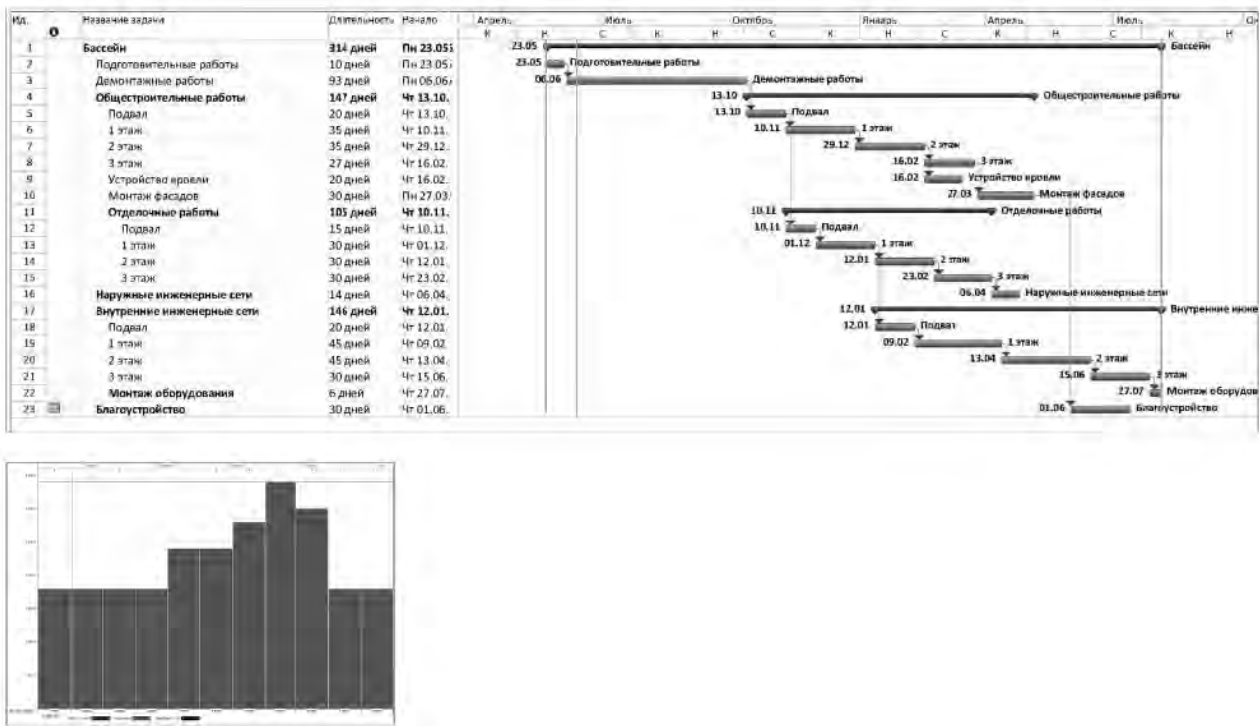 Ид. Название задачи Длительность Начало Апрель Июль Октябрь Январь Апрель Июль
К Н С К Н С К Н С К Н С К Н
1 Бассейн 314 дней Пн 23.05 23.05 Бассейн
2 Подготовительные работы 10 дней Пн 23.05 23.05 Подготовительные работы
3 Демонтажные работы 93 дней Пн 06.06 06.06 Демонтажные работы
4 Общестроительные работы 147 дней Чт 13.10. 13.10 Общестроительные работы
5 Подвал 20 дней Чт 13.10. 13.10 Подвал
6 1 этаж 35 дней Чт 10.11. 10.11 1 этаж
7 2 этаж 35 дней Чт 29.12. 29.12 2 этаж
8 3 этаж 27 дней Чт 16.02. 16.02 3 этаж
9 Устройство кровли 20 дней Чт 16.02. 16.02 Устройство кровли
10 Монтаж фасадов 30 дней Пн 27.03 27.03 Монтаж фасадов
11 Отделочные работы 105 дней Чт 10.11. 10.11 Отделочные работы
12 Подвал 15 дней Чт 10.11. 10.11 Подвал
13 1 этаж 30 дней Чт 01.12. 01.12 1 этаж
14 2 этаж 30 дней Чт 12.01 12.01 2 этаж
15 3 этаж 30 дней Чт 23.02. 23.02 3 этаж
16 Наружные инженерные сети 14 дней Чт 06.04. 06.04 Наружные инженерные сети
17 Внутренние инженерные сети 146 дней Чт 12.01. 12.01 Внутренние инже
18 Подвал 20 дней Чт 12.01 12.01 Подвал
19 1 этаж 45 дней Чт 09.02 09.02 1 этаж
20 2 этаж 45 дней Чт 13.04. 13.04 2 этаж
21 3 этаж 30 дней Чт 15.06. 15.06 3 этаж
22 Монтаж оборудования 6 дней Чт 27.07. 27.07 Монтаж оборудов
23 Благоустройство 30 дней Чт 01.06. 01.06 Благоустройство